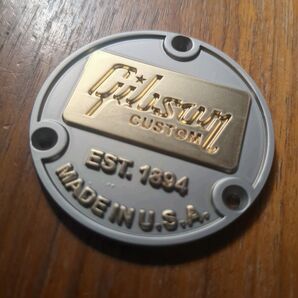 Gibson
CUSTOM
EST. 1894
MADE IN U.S.A.